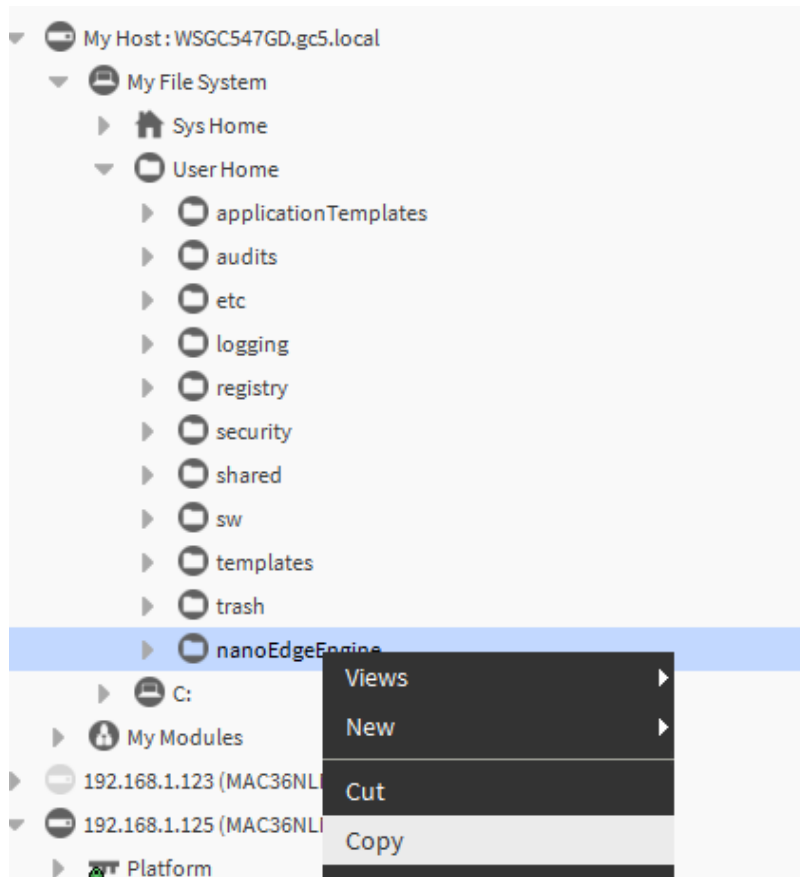 My Host : WSGC547GD.gc5.local
My File System
Sys Home
User Home
applicationTemplates
audits
etc
logging
registry
security
shared
sw
templates
trash
nanoEdgeEngine
Views
New
C:
My Modules
Cut
192.168.1.123 (MAC36NL
192.168.1.125 (MAC36NL
Copy
Platform